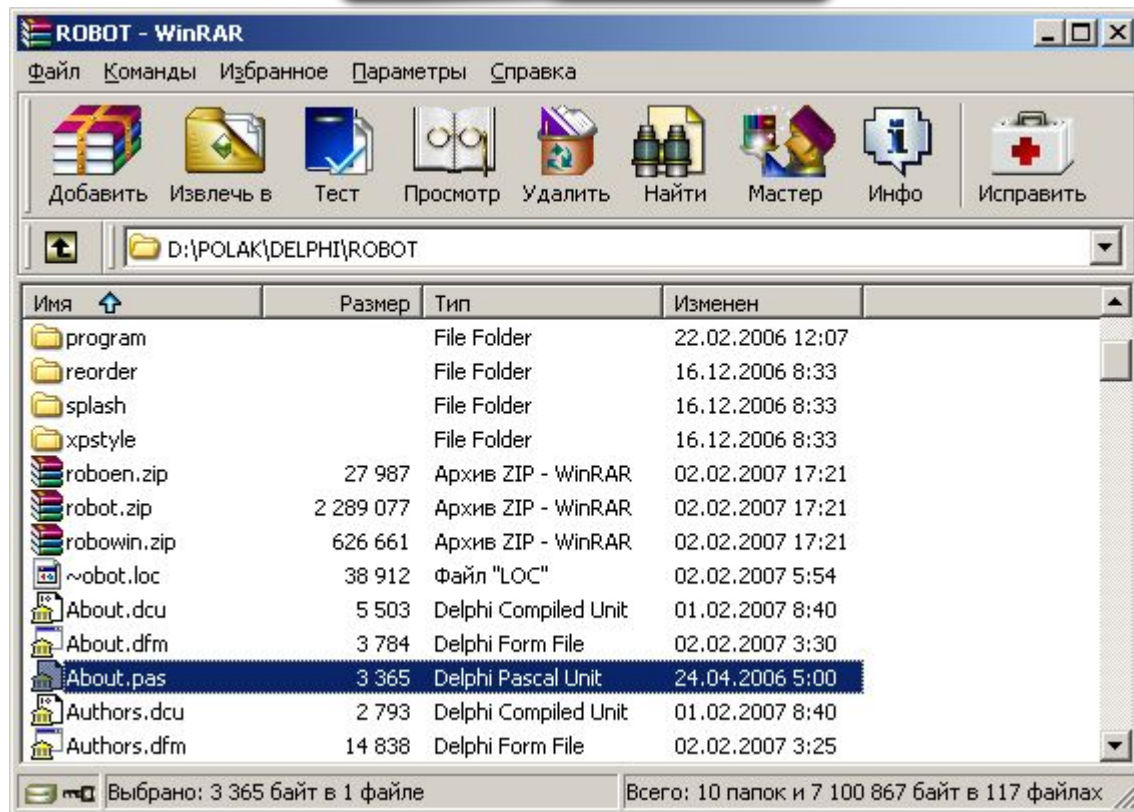 ROBOT - WinRAR
Файл Команды Избранное Параметры Справка
Добавить Извлечь в Тест Просмотр Удалить Найти Мастер Инфо Исправить
D:\POLAK\DELPHI\ROBOT
Имя Размер Тип Изменен
program File Folder 22.02.2006 12:07
reorder File Folder 16.12.2006 8:33
splash File Folder 16.12.2006 8:33
xpstyle File Folder 16.12.2006 8:33
roboen.zip 27 987 Архив ZIP - WinRAR 02.02.2007 17:21
robot.zip 2 289 077 Архив ZIP - WinRAR 02.02.2007 17:21
robowin.zip 626 661 Архив ZIP - WinRAR 02.02.2007 17:21
~obot.loc 38 912 Файл "LOC" 02.02.2007 5:54
About.dcu 5 503 Delphi Compiled Unit 01.02.2007 8:40
About.dfm 3 784 Delphi Form File 02.02.2007 3:30
About.pas 3 365 Delphi Pascal Unit 24.04.2006 5:00
Authors.dcu 2 793 Delphi Compiled Unit 01.02.2007 8:40
Authors.dfm 14 838 Delphi Form File 02.02.2007 3:25
Выбрано: 3 365 байт в 1 файле Всего: 10 папок и 7 100 867 байт в 117 файлах